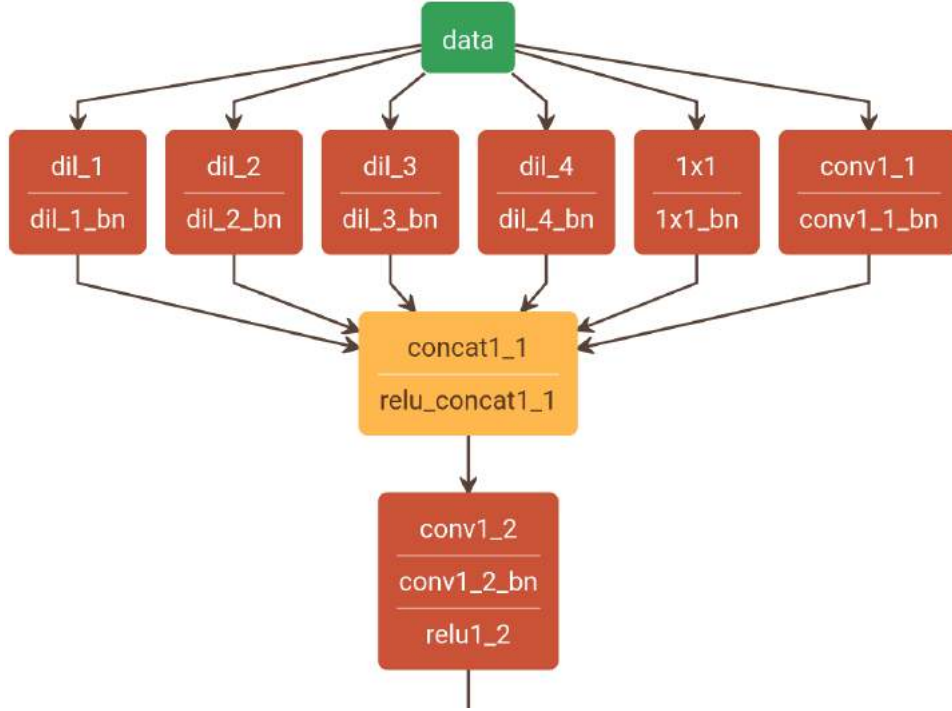 data
dil_1
dil_1_bn
dil_2
dil_2_bn
dil_3
dil_3_bn
dil_4
dil_4_bn
1x1
1x1_bn
conv1_1
conv1_1_bn
concat1_1
relu_concat1_1
conv1_2
conv1_2_bn
relu1_2